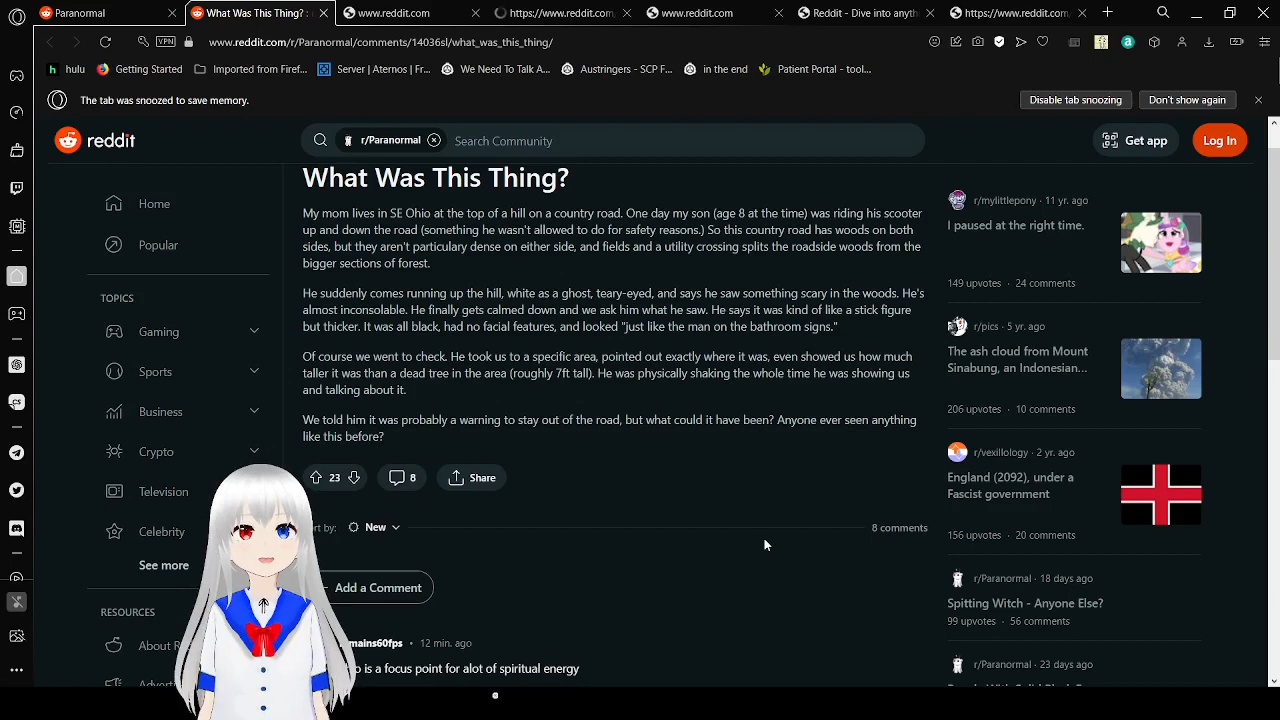 Paranormal
What Was This Thing? :
www.reddit.com
https://www.reddit.com,
www.reddit.com
Reddit - Dive into anyth
https://www.reddit.com/
VPN
www.reddit.com/r/Paranormal/comments/14036sl/what_was_this_thing/
hulu
Getting Started
Imported from Firef...
Server | Aternos | Fr...
We Need To Talk A...
Austringers - SCP F...
in the end
Patient Portal - tool...
The tab was snoozed to save memory.
Disable tab snoozing
Don't show again
reddit
r/Paranormal
Search Community
Get app
Log In
Home
Popular
TOPICS
Gaming
Sports
Business
Crypto
Television
Celebrity
See more
RESOURCES
About Re
Adverti
What Was This Thing?
My mom lives in SE Ohio at the top of a hill on a country road. One day my son (age 8 at the time) was riding his scooter
up and down the road (something he wasn't allowed to do for safety reasons.) So this country road has woods on both
sides, but they aren't particulary dense on either side, and fields and a utility crossing splits the roadside woods from the
bigger sections of forest.
He suddenly comes running up the hill, white as a ghost, teary-eyed, and says he saw something scary in the woods. He's
almost inconsolable. He finally gets calmed down and we ask him what he saw. He says it was kind of like a stick figure
but thicker. It was all black, had no facial features, and looked "just like the man on the bathroom signs."
Of course we went to check. He took us to a specific area, pointed out exactly where it was, even showed us how much
taller it was than a dead tree in the area (roughly 7ft tall). He was physically shaking the whole time he was showing us
and talking about it.
We told him it was probably a warning to stay out of the road, but what could it have been? Anyone ever seen anything
like this before?
23
8
Share
ort by:
New
8 comments
Add a Comment
mains60fps • 12 min. ago
o is a focus point for alot of spiritual energy
r/mylittlepony · 11 yr. ago
I paused at the right time.
149 upvotes · 24 comments
r/pics · 5 yr. ago
The ash cloud from Mount
Sinabung, an Indonesian...
206 upvotes · 10 comments
r/vexillology · 2 yr. ago
England (2092), under a
Fascist government
156 upvotes · 20 comments
r/Paranormal · 18 days ago
Spitting Witch - Anyone Else?
99 upvotes · 56 comments
r/Paranormal · 23 days ago